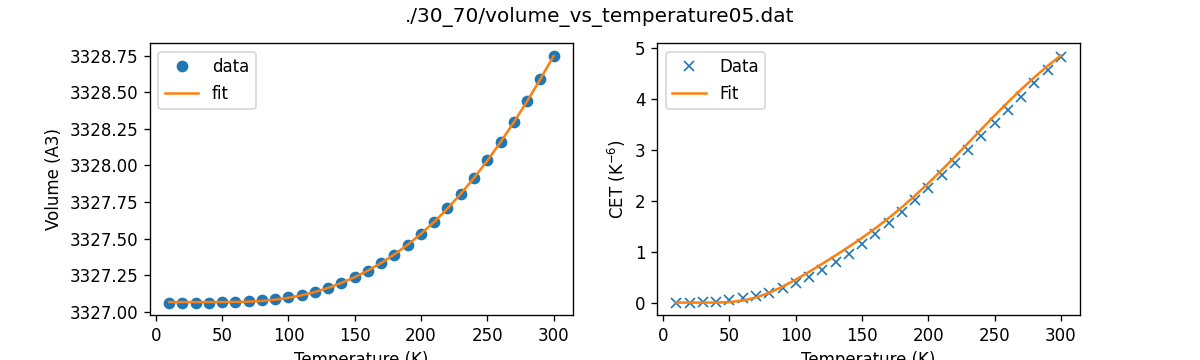 ./30_70/volume_vs_temperature05.dat
3328.75
3328.50
3328.25
3328.00
3327.75
3327.50
3327.25
3327.00
Volume (A3)
data
fit
0 50 100 150 200 250 300
Temperature (K)
5
4
3
2
1
0
CET (K⁻⁶)
Data
Fit
0 50 100 150 200 250 300
Temperature (K)